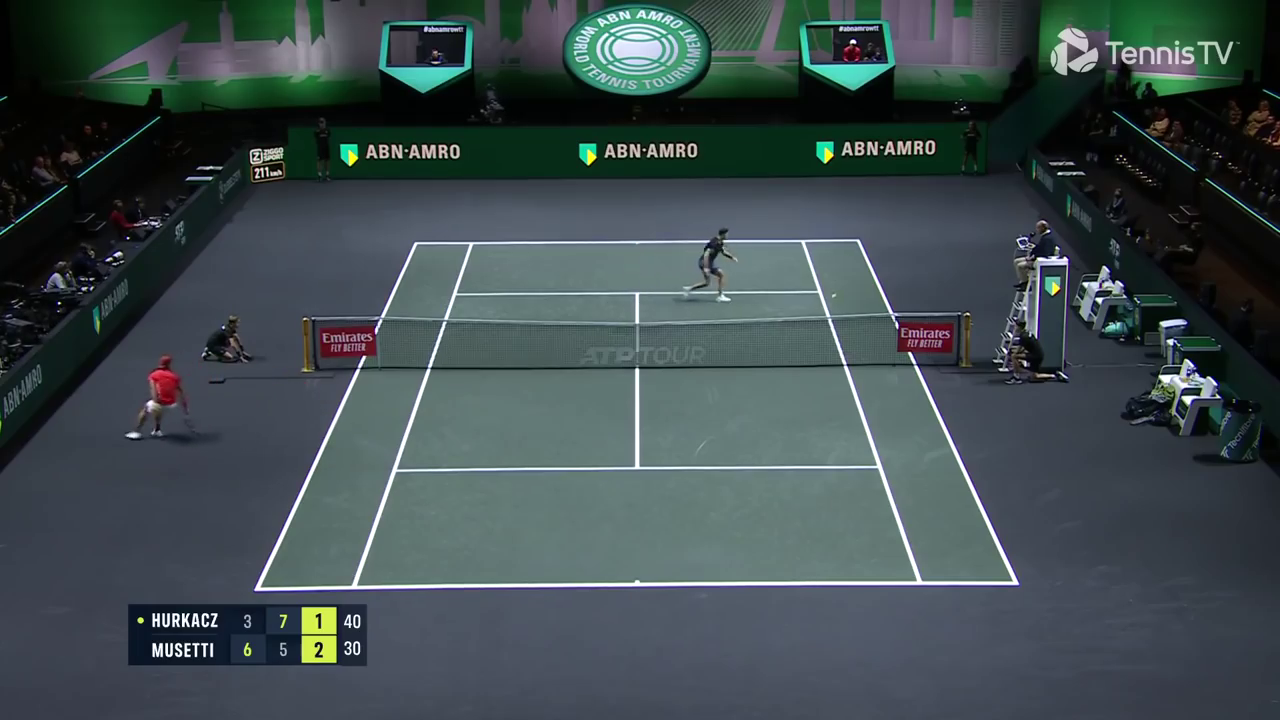 #abnamrowtt
ABN AMRO
WORLD TENNIS TOURNAMENT
#abnamrowtt
TennisTV
ZIGGO SPORT
211 km/h
ABN·AMRO
ABN·AMRO
ABN·AMRO
ABN·AMRO
ABN·AMRO
Emirates
FLY BETTER
ATP TOUR
Emirates
FLY BETTER
HURKACZ 3 7 1 40
MUSETTI 6 5 2 30